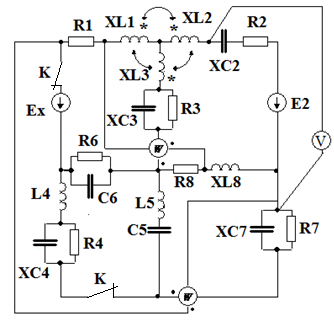 R1 XL1 * * XL2 R2
K XL3 * XC2
Ex XC3 R3 E2
V
R6 W
L4 C6 L5 R8 XL8
C5
XC4 R4 XC7 R7
K W